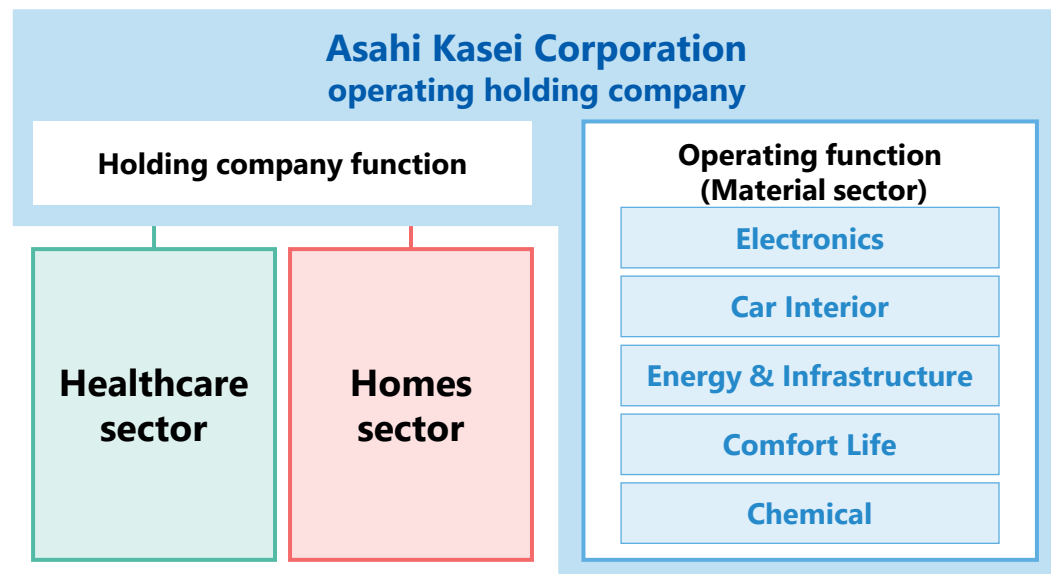 Asahi Kasei Corporation
operating holding company
Holding company function
Healthcare
sector
Homes
sector
Operating function
(Material sector)
Electronics
Car Interior
Energy & Infrastructure
Comfort Life
Chemical